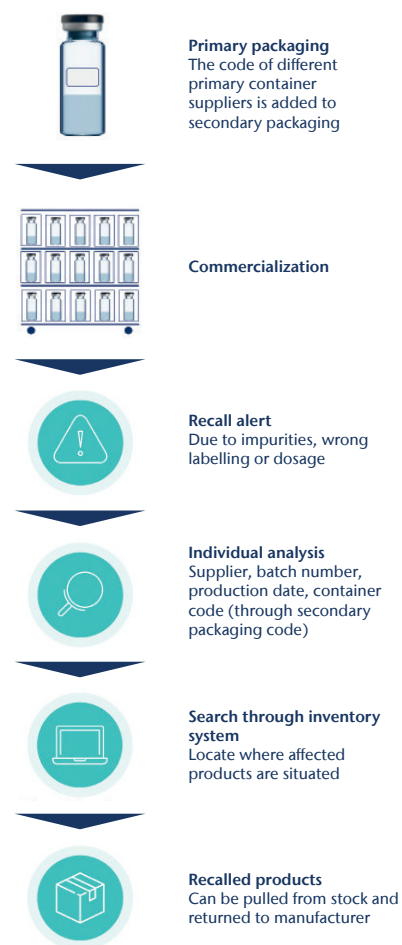 Primary packaging
The code of different
primary container
suppliers is added to
secondary packaging
Commercialization
Recall alert
Due to impurities, wrong
labelling or dosage
Individual analysis
Supplier, batch number,
production date, container
code (through secondary
packaging code)
Search through inventory
system
Locate where affected
products are situated
Recalled products
Can be pulled from stock and
returned to manufacturer